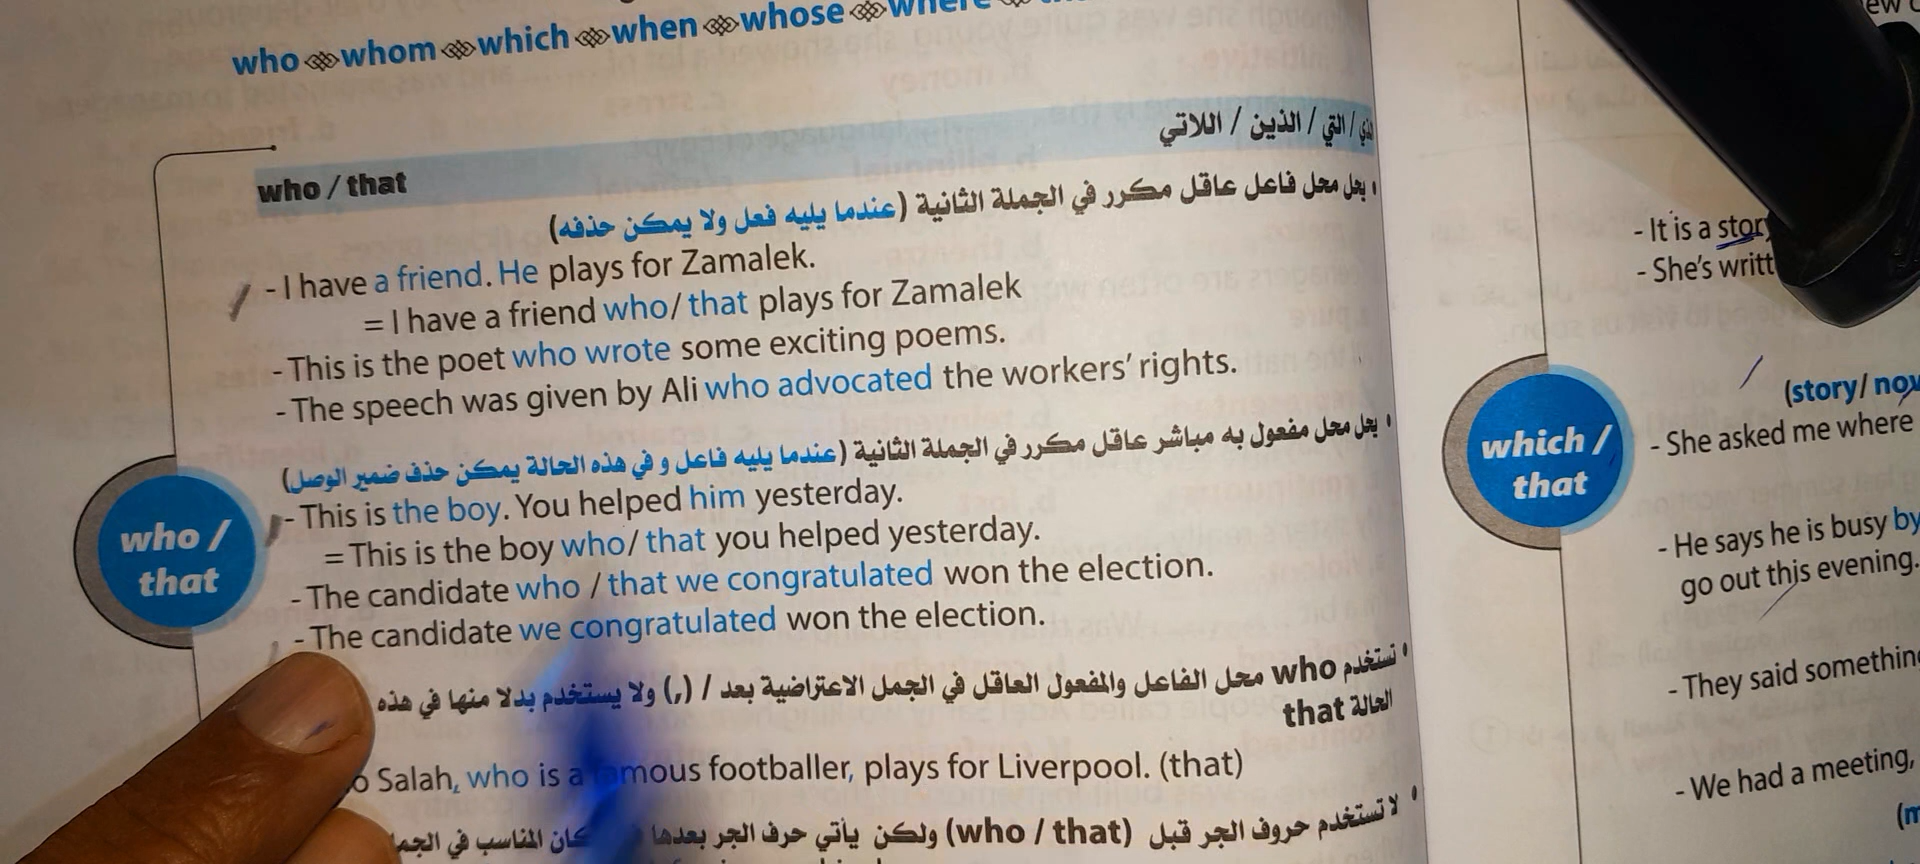 who whom which when whose where
who / that
الذي / التي / الذين / اللاتي
يحل محل فاعل عاقل مكرر في الجملة الثانية (عندما يليه فعل ولا يمكن حذفه)
- I have a friend. He plays for Zamalek.
= I have a friend who/ that plays for Zamalek
- This is the poet who wrote some exciting poems.
- The speech was given by Ali who advocated the workers' rights.
يحل محل مفعول به مباشر عاقل مكرر في الجملة الثانية (عندما يليه فاعل و في هذه الحالة يمكن حذف ضمير الوصل)
- This is the boy. You helped him yesterday.
= This is the boy who/ that you helped yesterday.
- The candidate who / that we congratulated won the election.
- The candidate we congratulated won the election.
who /
that
تستخدم who محل الفاعل والمفعول العاقل في الجمل الاعتراضية بعد / (,) ولا يستخدم بدلا منها في هذه
الحالة that
Salah, who is a famous footballer, plays for Liverpool. (that)
لا تستخدم حروف الجر قبل (who / that) ولكن يأتي حرف الجر بعدها المناسب في
- It is a story
- She's writt
which /
that
(story/
- She asked me where
- He says he is busy by
go out this evening.
- They said somethin
- We had a meeting,